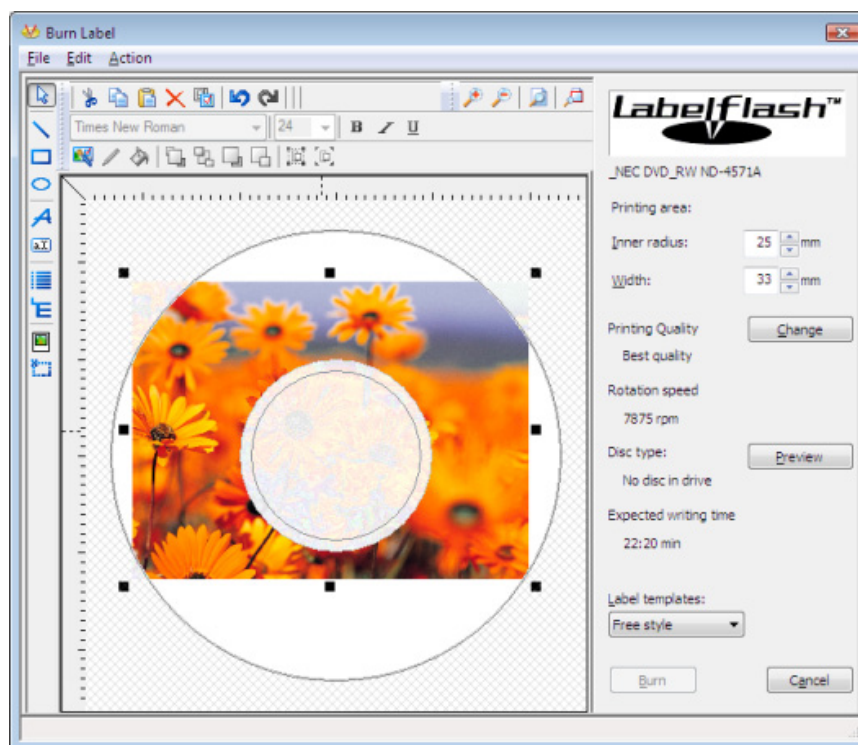 Burn Label
File Edit Action
Times New Roman 24 B I U
Labelflash™
_NEC DVD_RW ND-4571A
Printing area:
Inner radius: 25 mm
Width: 33 mm
Printing Quality Change
Best quality
Rotation speed
7875 rpm
Disc type: Preview
No disc in drive
Expected writing time
22:20 min
Label templates:
Free style
Burn Cancel